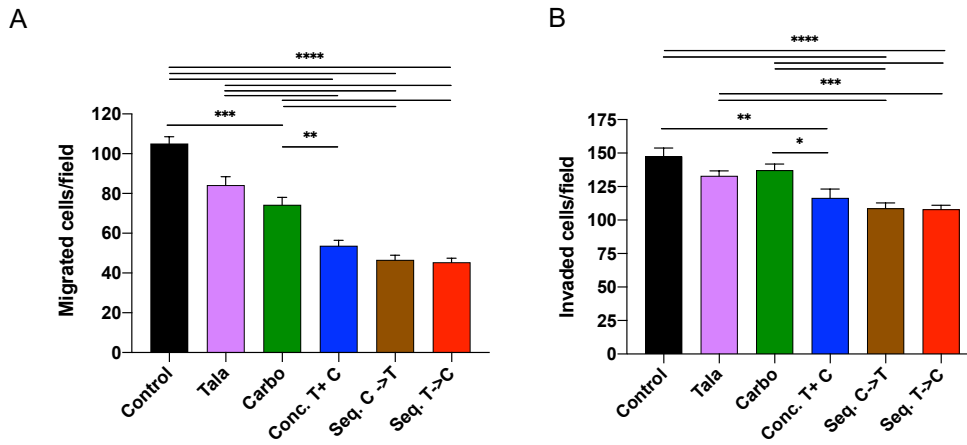 A
****
***
**
Migrated cells/field
120
100
80
60
40
20
0
Control
Tala
Carbo
Conc. T+ C
Seq. C ->T
Seq. T->C
B
****
***
**
*
Invaded cells/field
175
150
125
100
75
50
25
0
Control
Tala
Carbo
Conc. T+ C
Seq. C ->T
Seq. T->C